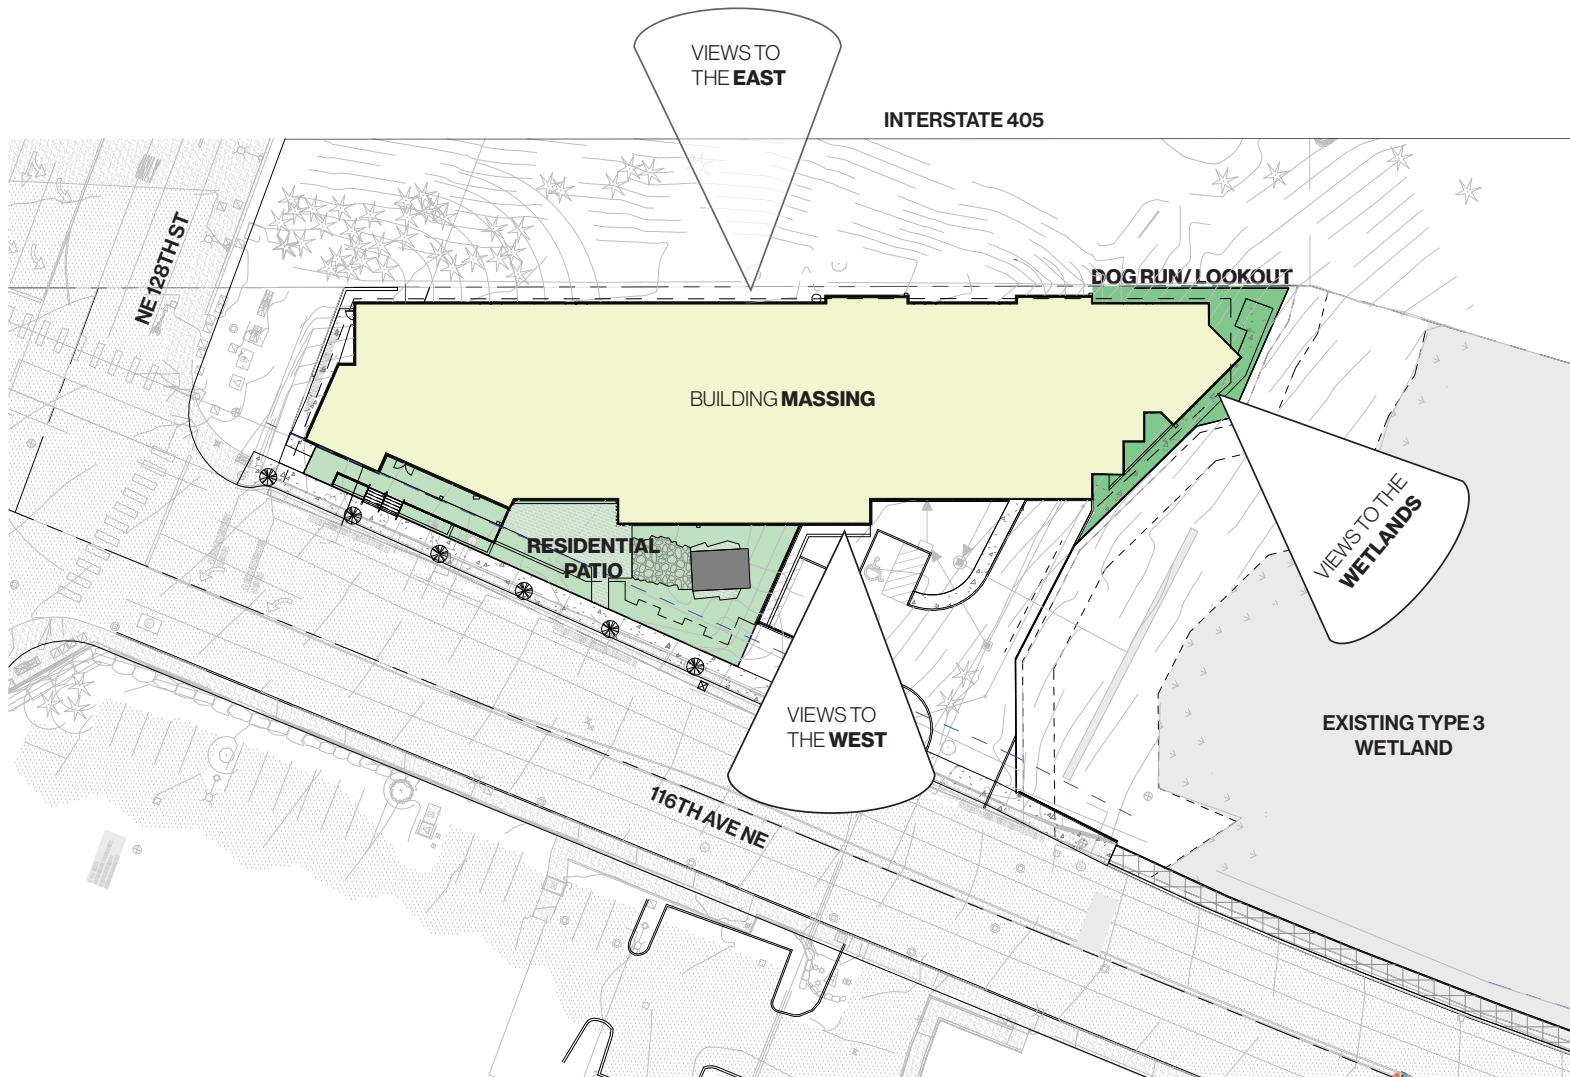 VIEWS TO
THE EAST
INTERSTATE 405
NE 128TH ST
DOG RUN/ LOOKOUT
BUILDING MASSING
VIEWS TO THE
WETLANDS
RESIDENTIAL
PATIO
VIEWS TO
THE WEST
EXISTING TYPE 3
WETLAND
116TH AVE NE